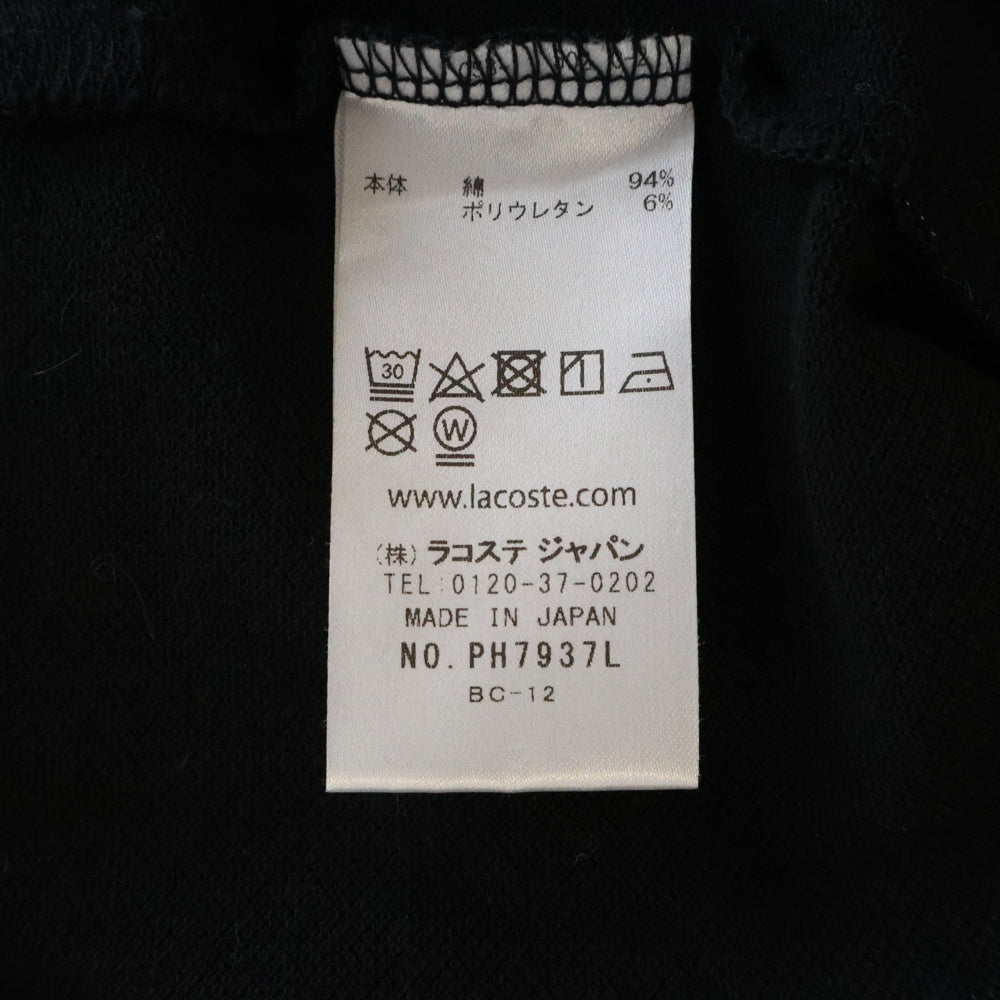 本体 綿 94%
ポリウレタン 6%
30
W
www.lacoste.com
(株) ラコステ ジャパン
TEL:0120-37-0202
MADE IN JAPAN
NO. PH7937L
BC-12